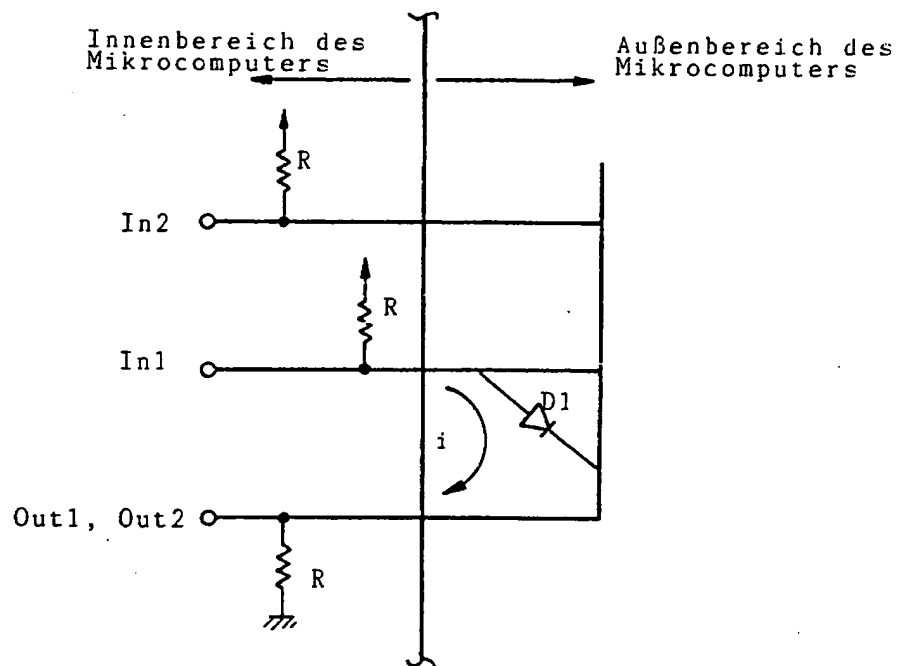 Innenbereich des
Mikrocomputers
Außenbereich des
Mikrocomputers
R
In2
R
In1
D1
i
Out1, Out2
R